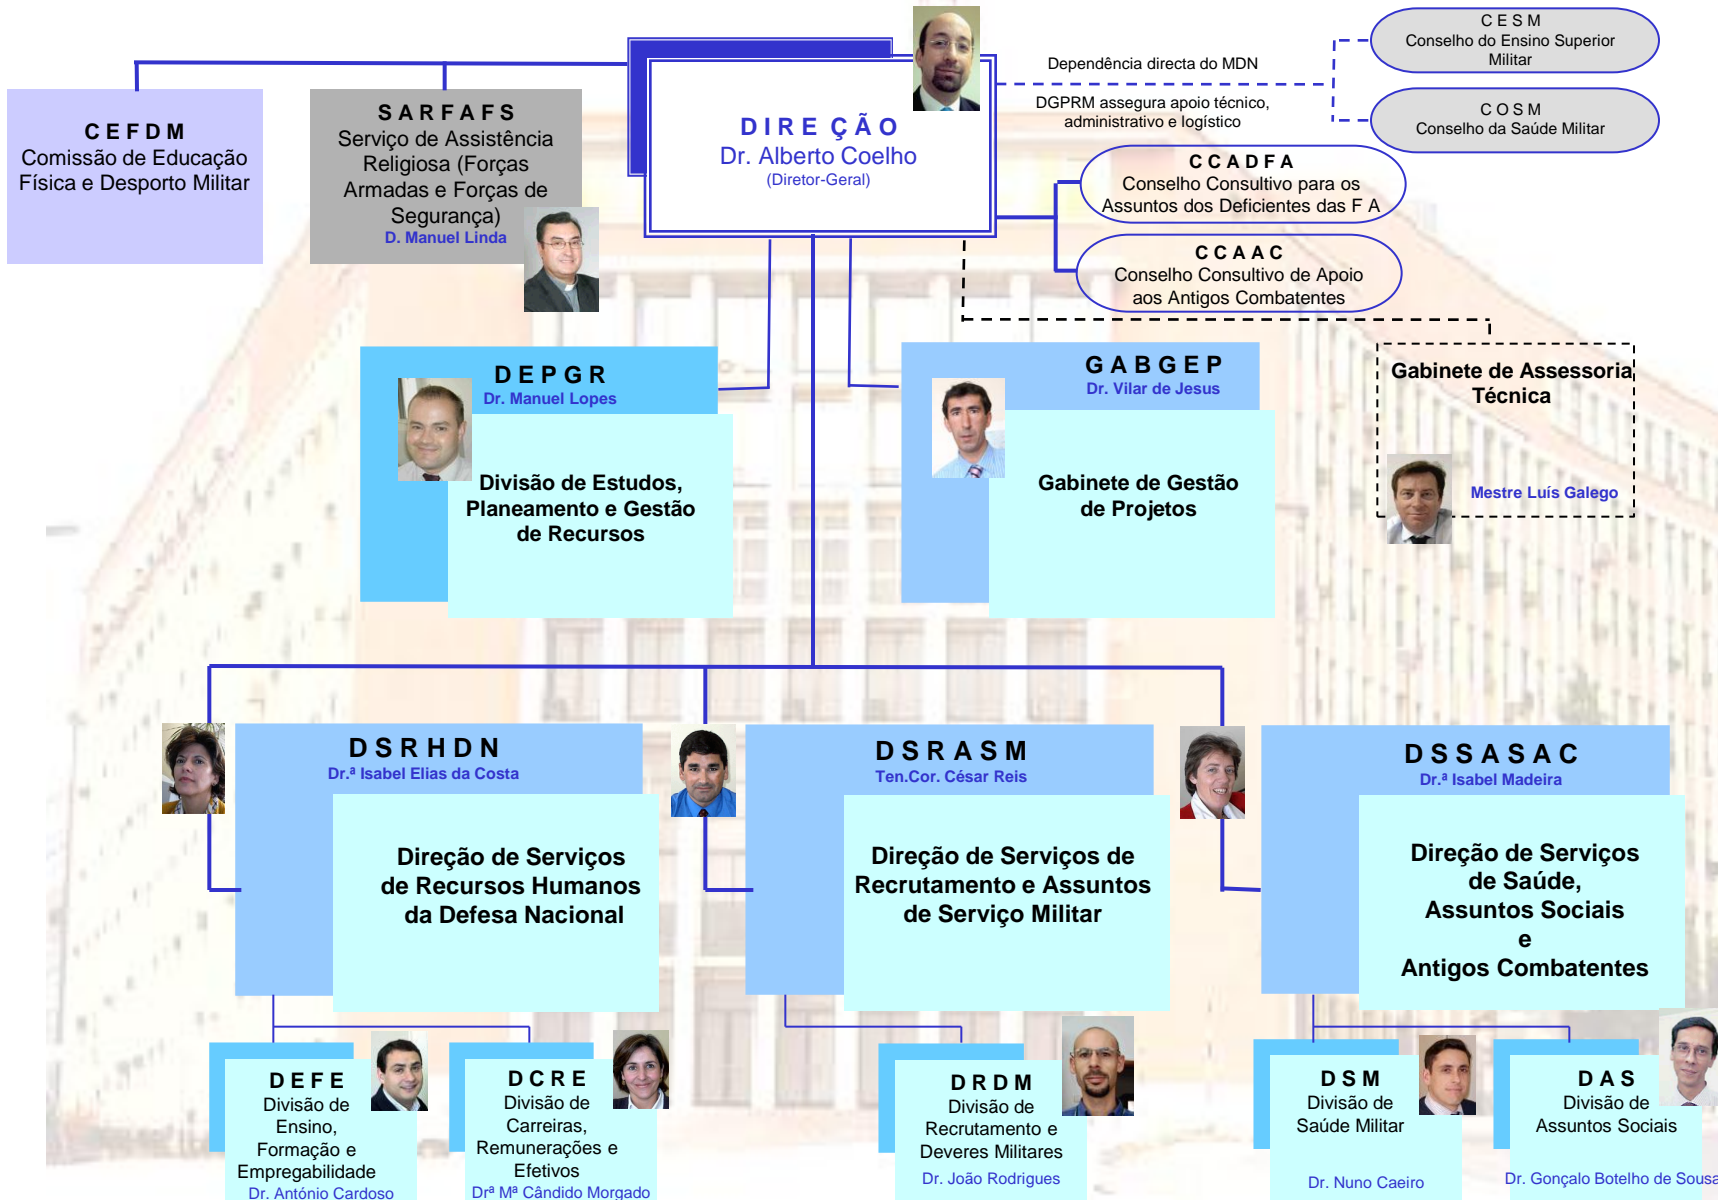 C E S M
Conselho do Ensino Superior
Militar
Dependência directa do MDN
DGPRM assegura apoio técnico,
administrativo e logístico
C O S M
Conselho da Saúde Militar
C E F D M
Comissão de Educação
Física e Desporto Militar
S A R F A F S
Serviço de Assistência
Religiosa (Forças
Armadas e Forças de
Segurança)
D. Manuel Linda
D I R E Ç Ã O
Dr. Alberto Coelho
(Diretor-Geral)
C C A D F A
Conselho Consultivo para os
Assuntos dos Deficientes das F A
C C A A C
Conselho Consultivo de Apoio
aos Antigos Combatentes
D E P G R
Dr. Manuel Lopes
Divisão de Estudos,
Planeamento e Gestão
de Recursos
G A B G E P
Dr. Vilar de Jesus
Gabinete de Gestão
de Projetos
Gabinete de Assessoria
Técnica
Mestre Luís Galego
D S R H D N
Dr.ª Isabel Elias da Costa
Direção de Serviços
de Recursos Humanos
da Defesa Nacional
D S R A S M
Ten.Cor. César Reis
Direção de Serviços de
Recrutamento e Assuntos
de Serviço Militar
D S S A S A C
Dr.ª Isabel Madeira
Direção de Serviços
de Saúde,
Assuntos Sociais
e
Antigos Combatentes
D E F E
Divisão de
Ensino,
Formação e
Empregabilidade
Dr. António Cardoso
D C R E
Divisão de
Carreiras,
Remunerações e
Efetivos
Drª Mª Cândido Morgado
D R D M
Divisão de
Recrutamento e
Deveres Militares
Dr. João Rodrigues
D S M
Divisão de
Saúde Militar
Dr. Nuno Caeiro
D A S
Divisão de
Assuntos Sociais
Dr. Gonçalo Botelho de Sousa